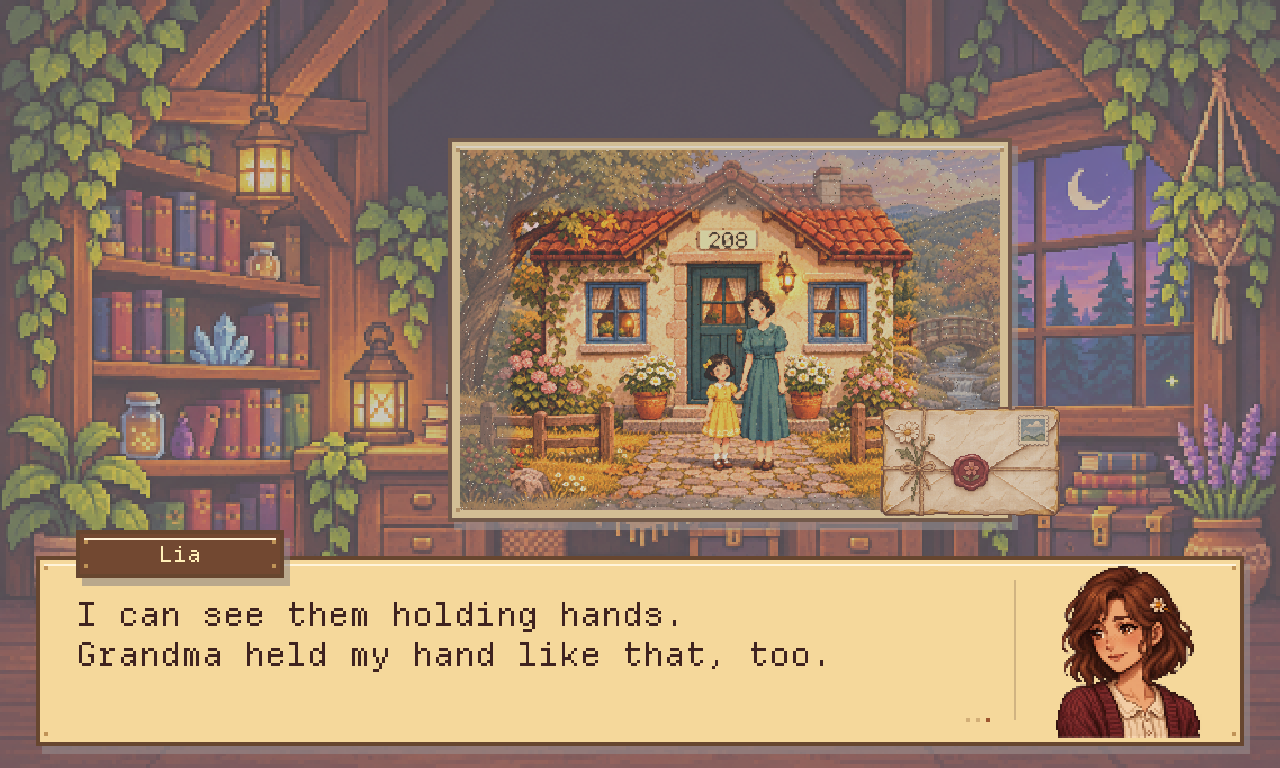 208
Lia
I can see them holding hands.
Grandma held my hand like that, too.